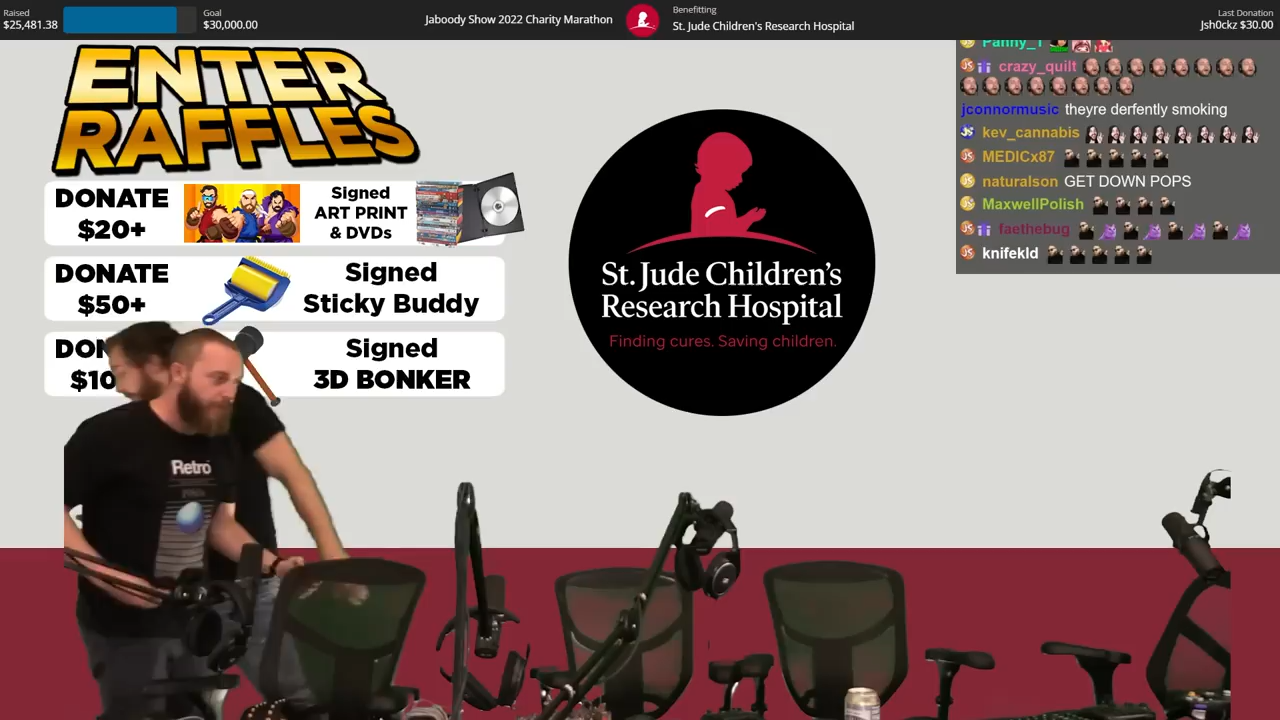 Raised
$25,481.38
Goal
$30,000.00
Jaboody Show 2022 Charity Marathon
Benefitting
St. Jude Children's Research Hospital
Last Donation
Jsh0ckz $30.00
ENTER
RAFFLES
DONATE
$20+
Signed
ART PRINT
& DVDs
DONATE
$50+
Signed
Sticky Buddy
DON
$10
Signed
3D BONKER
St. Jude Children's
Research Hospital
Finding cures. Saving children.
Panny_T
crazy_quilt
jconnormusic theyre derfently smoking
kev_cannabis
MEDICx87
naturalson GET DOWN POPS
MaxwellPolish
faethebug
knifekld
Retro